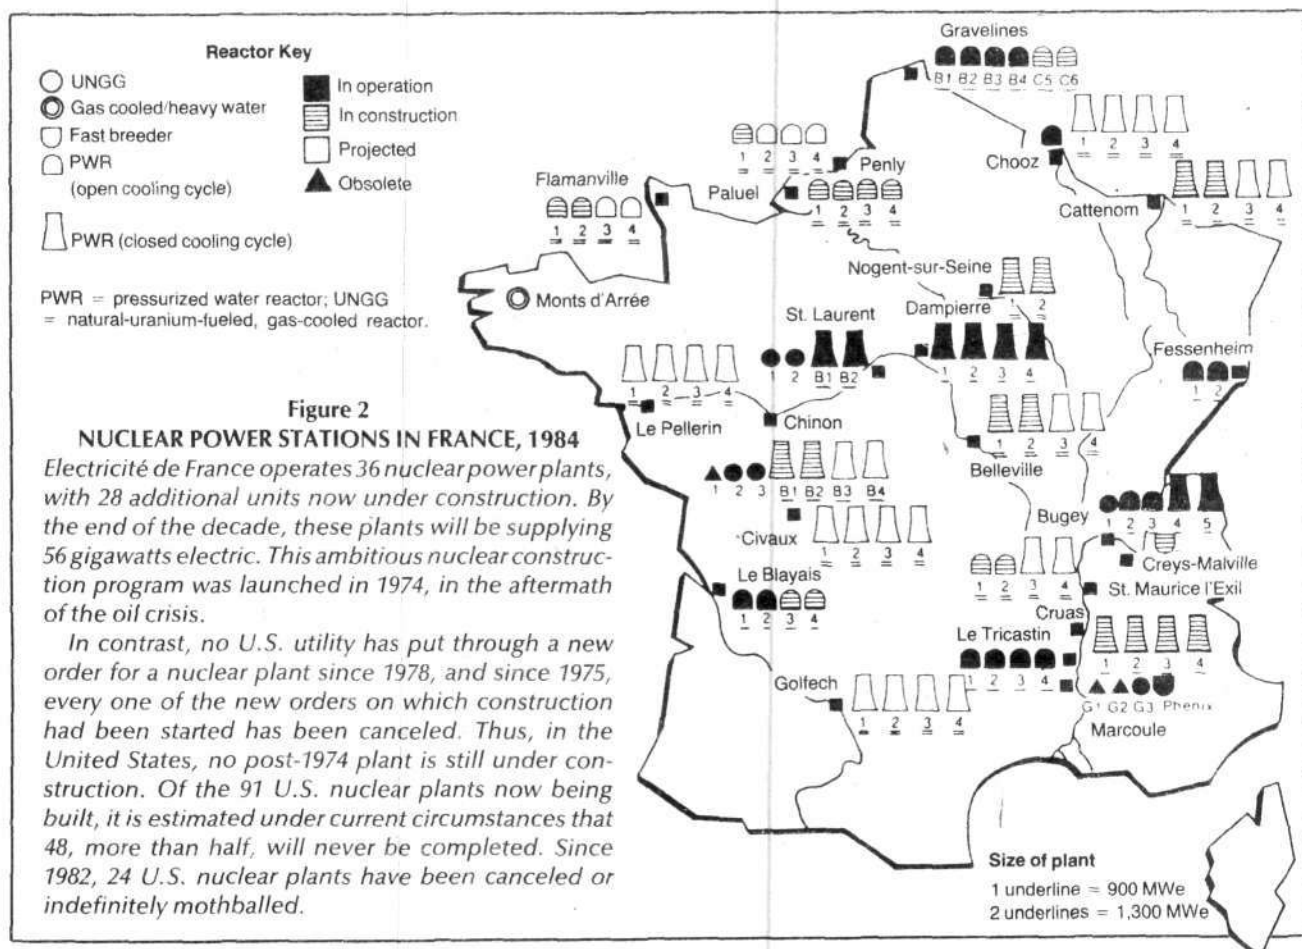 Reactor Key
UNGG
Gas cooled/heavy water
Fast breeder
PWR
(open cooling cycle)
PWR (closed cooling cycle)
In operation
In construction
Projected
Obsolete
PWR = pressurized water reactor; UNGG
= natural-uranium-fueled, gas-cooled reactor.
Figure 2
NUCLEAR POWER STATIONS IN FRANCE, 1984
Electricité de France operates 36 nuclear power plants,
with 28 additional units now under construction. By
the end of the decade, these plants will be supplying
56 gigawatts electric. This ambitious nuclear construc-
tion program was launched in 1974, in the aftermath
of the oil crisis.
In contrast, no U.S. utility has put through a new
order for a nuclear plant since 1978, and since 1975,
every one of the new orders on which construction
had been started has been canceled. Thus, in the
United States, no post-1974 plant is still under con-
struction. Of the 91 U.S. nuclear plants now being
built, it is estimated under current circumstances that
48, more than half, will never be completed. Since
1982, 24 U.S. nuclear plants have been canceled or
indefinitely mothballed.
Gravelines
B1 B2 B3 B4 C5 C6
Chooz
1 2 3 4
Penly
1 2 3 4
Paluel
1 2 3 4
Flamanville
1 2 3 4
Cattenom
1 2 3 4
Nogent-sur-Seine
1 2
Monts d'Arrée
St. Laurent
1 2 B1 B2
Dampierre
1 2 3 4
Fessenheim
1 2
1 2 3 4
Le Pellerin
Chinon
1 2 3 B1 B2 B3 B4
1 2 3 4
Belleville
Civaux
1 2 3 4
Bugey
1 2 3 4 5
Creys-Malville
1 2 3 4
St. Maurice l'Exil
Le Blayais
1 2 3 4
Cruas
1 2 3 4
Le Tricastin
1 2 3 4
Golfech
1 2 3 4
G1 G2 G3 Phenix
Marcoule
Size of plant
1 underline = 900 MWe
2 underlines = 1,300 MWe